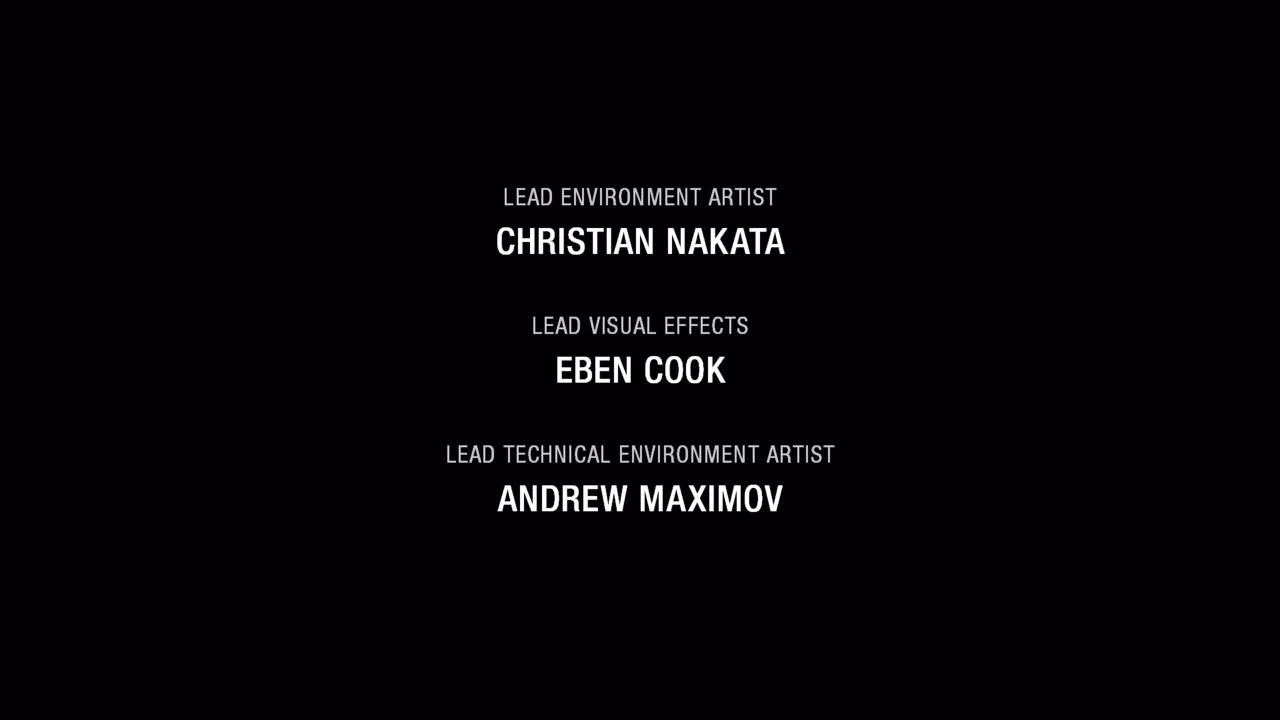 LEAD ENVIRONMENT ARTIST
CHRISTIAN NAKATA
LEAD VISUAL EFFECTS
EBEN COOK
LEAD TECHNICAL ENVIRONMENT ARTIST
ANDREW MAXIMOV